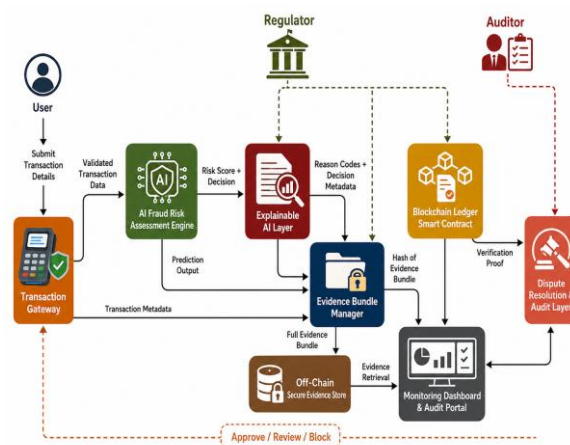 Regulator
Auditor
User
Submit
Transaction
Details
Validated
Transaction
Data
AI
AI Fraud Risk
Assessment Engine
Risk Score +
Decision
Explainable
AI Layer
Reason Codes +
Decision
Metadata
Blockchain Ledger
Smart Contract
Verification
Proof
Dispute
Resolution &
Audit Layer
Transaction
Gateway
Prediction
Output
Transaction Metadata
Evidence Bundle
Manager
Hash of
Evidence
Bundle
Full Evidence
Bundle
Off-Chain
Secure Evidence Store
Evidence
Retrieval
Monitoring Dashboard
& Audit Portal
Approve / Review / Block